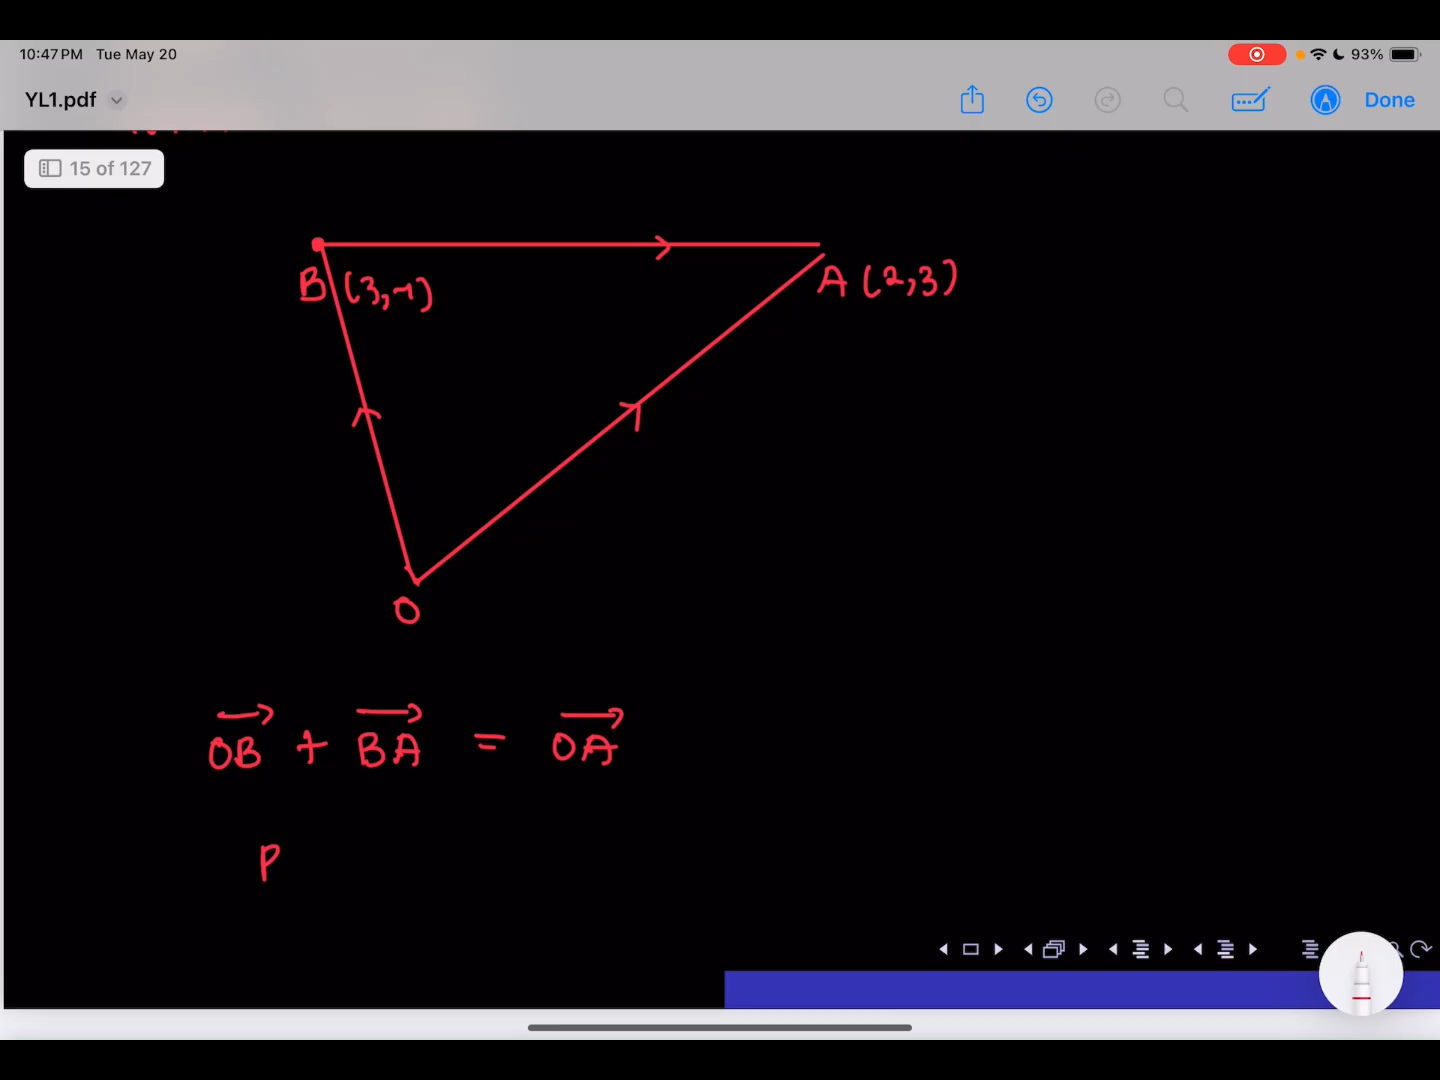 10:47 PM Tue May 20 93%
YL1.pdf Done
15 of 127
B (3,-1) A (2,3)
O
OB + BA = OA
P